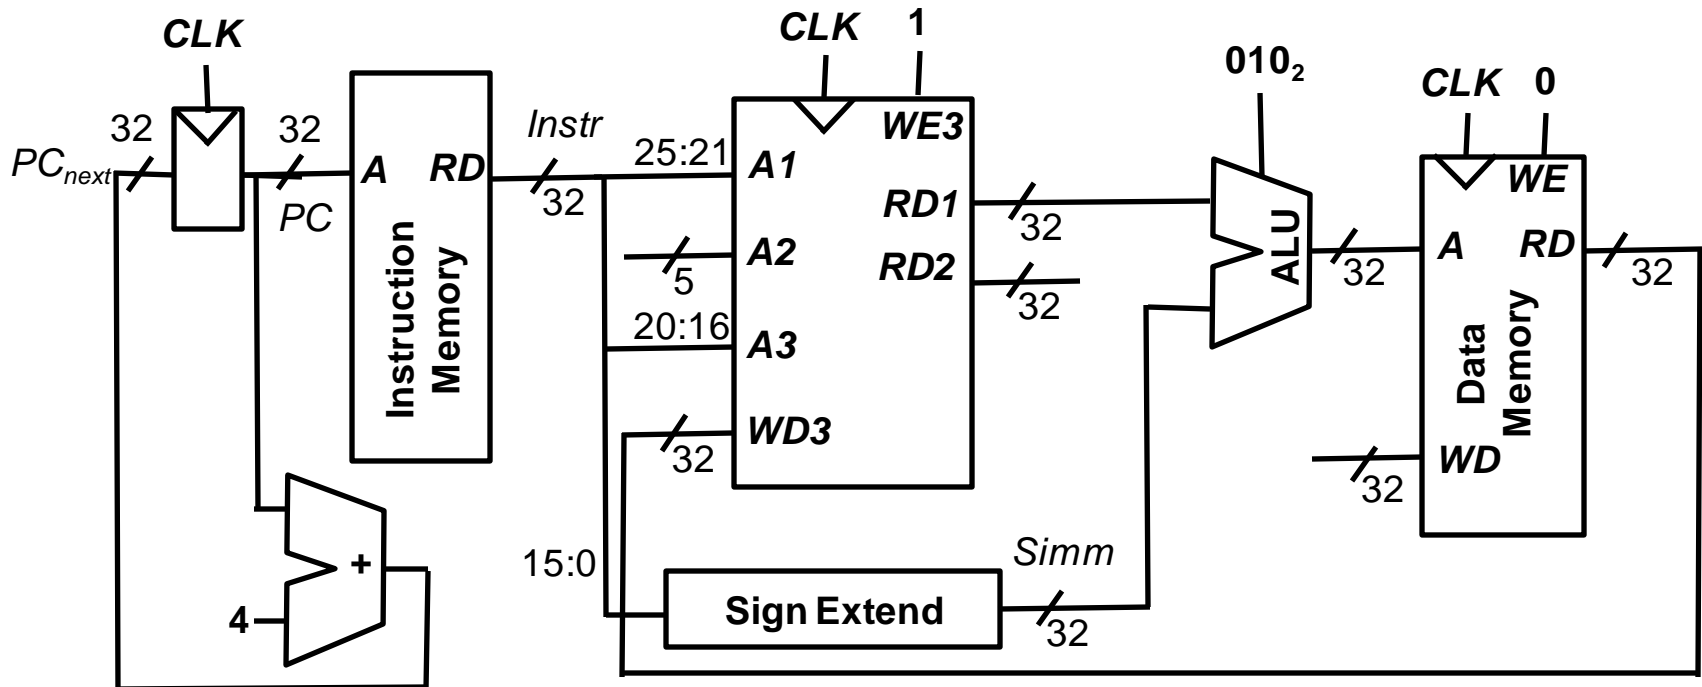 CLK
CLK
1
010₂
CLK
0
32
32
Instr
25:21
WE3
WE
PCnext
A
RD
A1
32
PC
RD1
32
A2
5
RD2
32
ALU
32
A
RD
32
20:16
A3
Instruction
Memory
WD3
32
Data
Memory
WD
32
+
4
15:0
Sign Extend
Simm
32